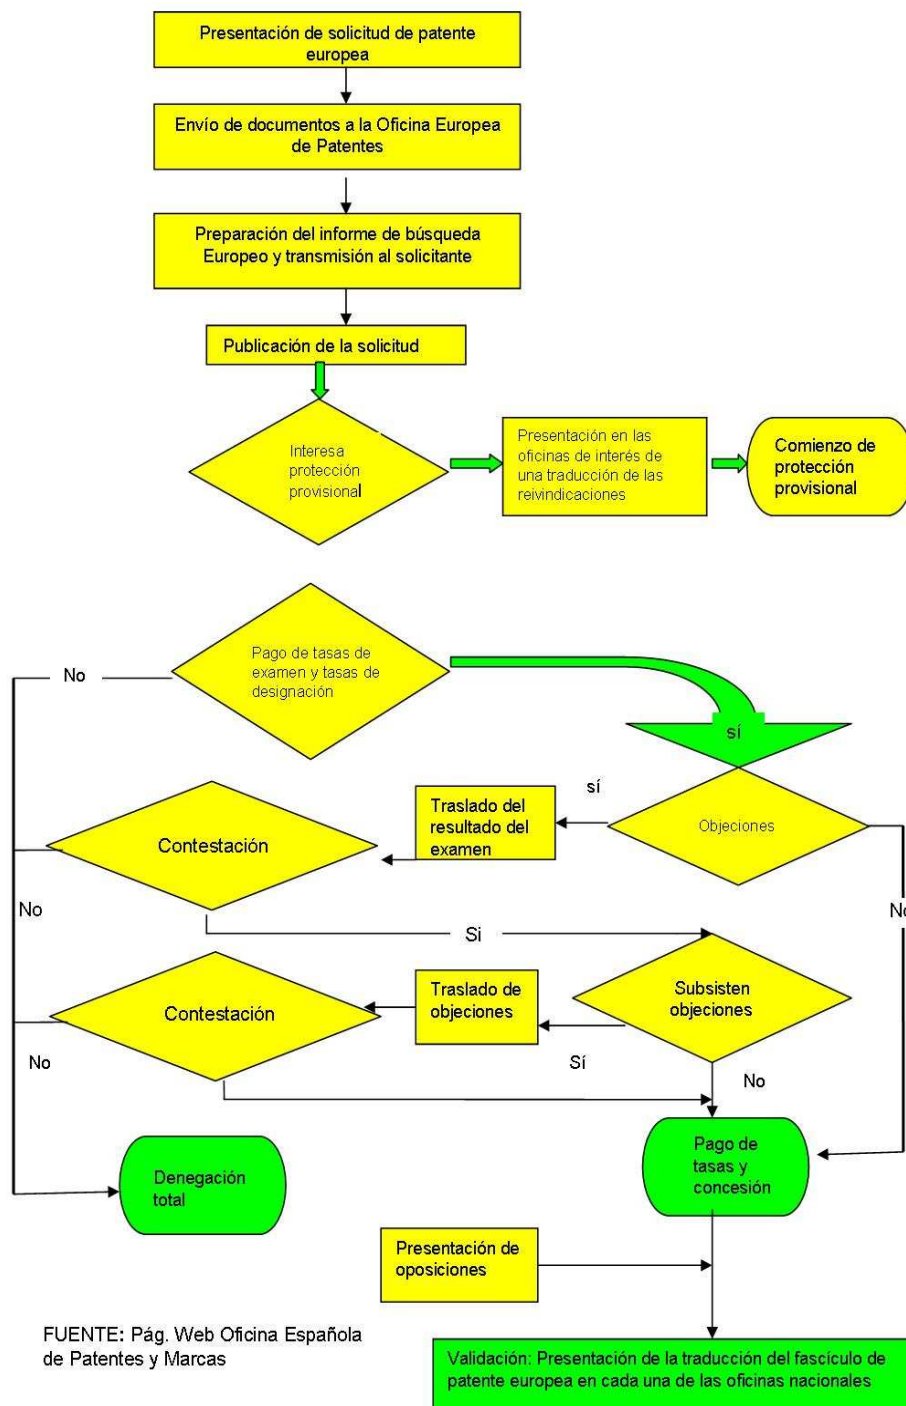 Presentación de solicitud de patente
europea
Envío de documentos a la Oficina Europea
de Patentes
Preparación del informe de búsqueda
Europeo y transmisión al solicitante
Publicación de la solicitud
Interesa
protección
provisional
Presentación en las
oficinas de interés de
una traducción de las
reivindicaciones
Comienzo de
protección
provisional
No
Pago de tasas de
examen y tasas de
designación
sí
sí
Traslado del
resultado del
examen
Objeciones
Contestación
No
No
Si
Traslado de
objeciones
Subsisten
objeciones
Contestación
No
Sí
No
Pago de
tasas y
concesión
Denegación
total
Presentación de
oposiciones
FUENTE: Pág. Web Oficina Española
de Patentes y Marcas
Validación: Presentación de la traducción del fascículo de
patente europea en cada una de las oficinas nacionales